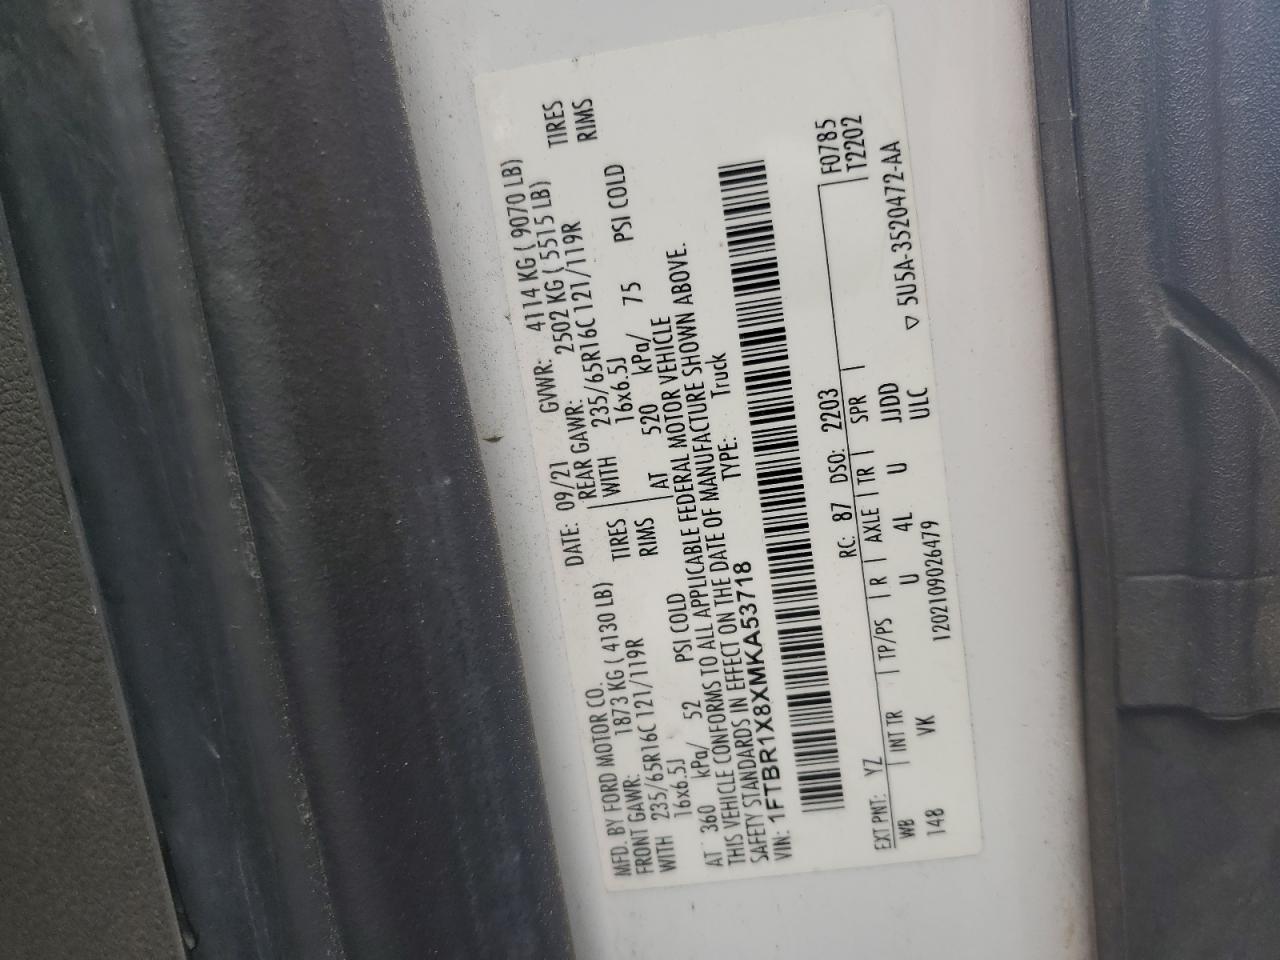 MFD. BY FORD MOTOR CO. DATE: 09/21 GVWR: 4114 KG ( 9070 LB)
FRONT GAWR: 1873 KG ( 4130 LB) REAR GAWR: 2502 KG ( 5515 LB)
WITH 235/65R16C 121/119R TIRES WITH 235/65R16C 121/119R TIRES
16x6.5J RIMS 16x6.5J RIMS
AT 360 kPa/ 52 PSI COLD AT 520 kPa/ 75 PSI COLD
THIS VEHICLE CONFORMS TO ALL APPLICABLE FEDERAL MOTOR VEHICLE
SAFETY STANDARDS IN EFFECT ON THE DATE OF MANUFACTURE SHOWN ABOVE.
VIN: 1FTBR1X8XMKA53718 TYPE: Truck
F0785
EXT PNT: YZ RC: 87 DSO: 2203 T2202
WB INT TR TP/PS R AXLE TR SPR
148 VK U 4L U JJDD
1202109026479 ULC ▽ 5U5A-3520472-AA